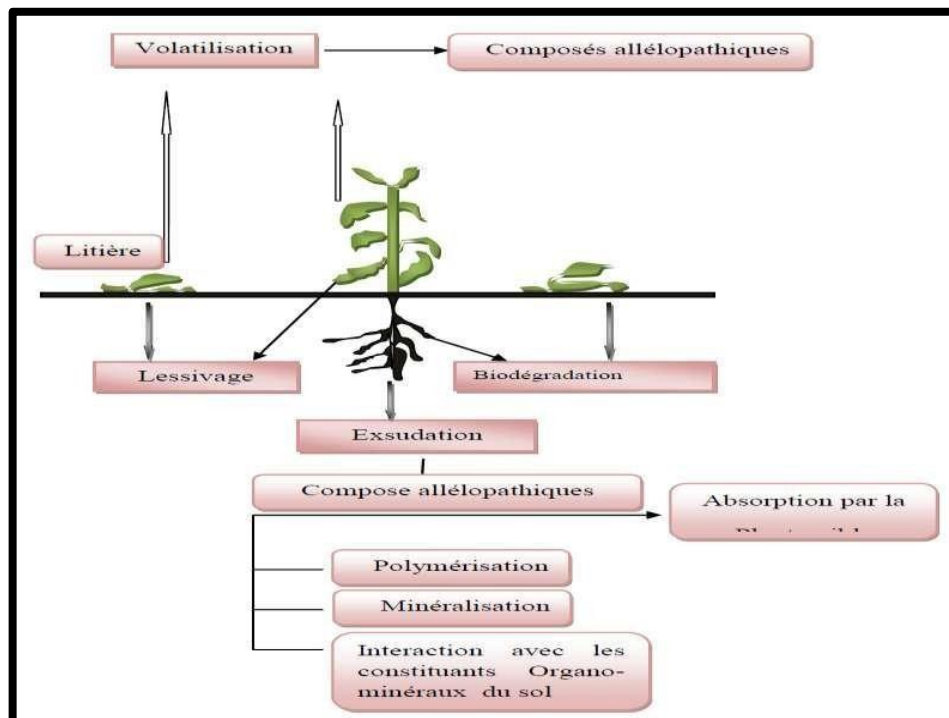 Volatilisation
Composés allélopathiques
Litière
Lessivage
Biodégradation
Exsudation
Compose allélopathiques
Absorption par la
Polymérisation
Minéralisation
Interaction avec les
constituants Organo-
minéraux du sol